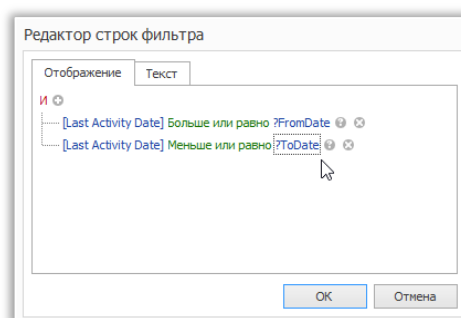 Редактор строк фильтра
Отображение Текст
И
[Last Activity Date] Больше или равно ?FromDate
[Last Activity Date] Меньше или равно ?ToDate
OK Отмена